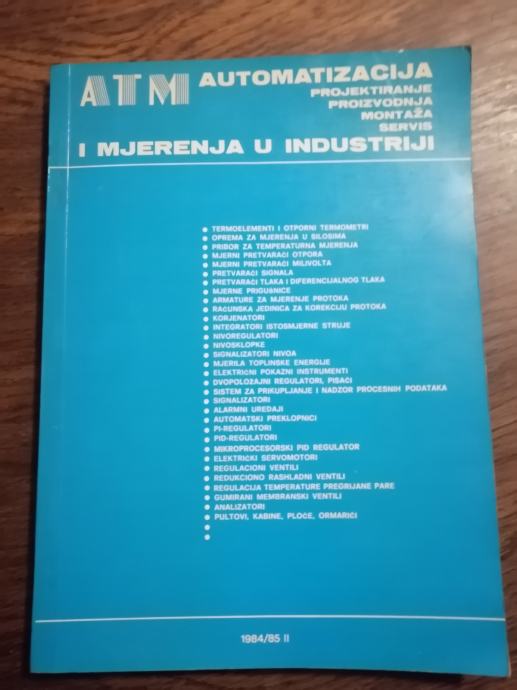 ATM AUTOMATIZACIJA
PROJEKTIRANJE
PROIZVODNJA
MONTAŽA
SERVIS
I MJERENJA U INDUSTRIJI
● TERMOELEMENTI I OTPORNI TERMOMETRI
● OPREMA ZA MJERENJA U SILOSIMA
● PRIBOR ZA TEMPERATURNA MJERENJA
● MJERNI PRETVARAČI OTPORA
● MJERNI PRETVARAČI MILIVOLTA
● PRETVARAČI SIGNALA
● PRETVARAČI TLAKA I DIFERENCIJALNOG TLAKA
● MJERNE PRIGUŠNICE
● ARMATURE ZA MJERENJE PROTOKA
● RAČUNSKA JEDINICA ZA KOREKCIJU PROTOKA
● KORJENATORI
● INTEGRATORI ISTOSMJERNE STRUJE
● NIVOREGULATORI
● NIVOSKLOPKE
● SIGNALIZATORI NIVOA
● MJERILA TOPLINSKE ENERGIJE
● ELEKTRIČNI POKAZNI INSTRUMENTI
● DVOPOLOŽAJNI REGULATORI, PISAČI
● SISTEM ZA PRIKUPLJANJE I NADZOR PROCESNIH PODATAKA
● SIGNALIZATORI
● ALARMNI UREĐAJI
● AUTOMATSKI PREKLOPNICI
● PI-REGULATORI
● PID-REGULATORI
● MIKROPROCESORSKI PID REGULATOR
● ELEKTRIČKI SERVOMOTORI
● REGULACIONI VENTILI
● REDUKCIONO RASHLADNI VENTILI
● REGULACIJA TEMPERATURE PREGRIJANE PARE
● GUMIRANI MEMBRANSKI VENTILI
● ANALIZATORI
● PULTOVI, KABINE, PLOČE, ORMARIĆI
●
●
1984/85 II